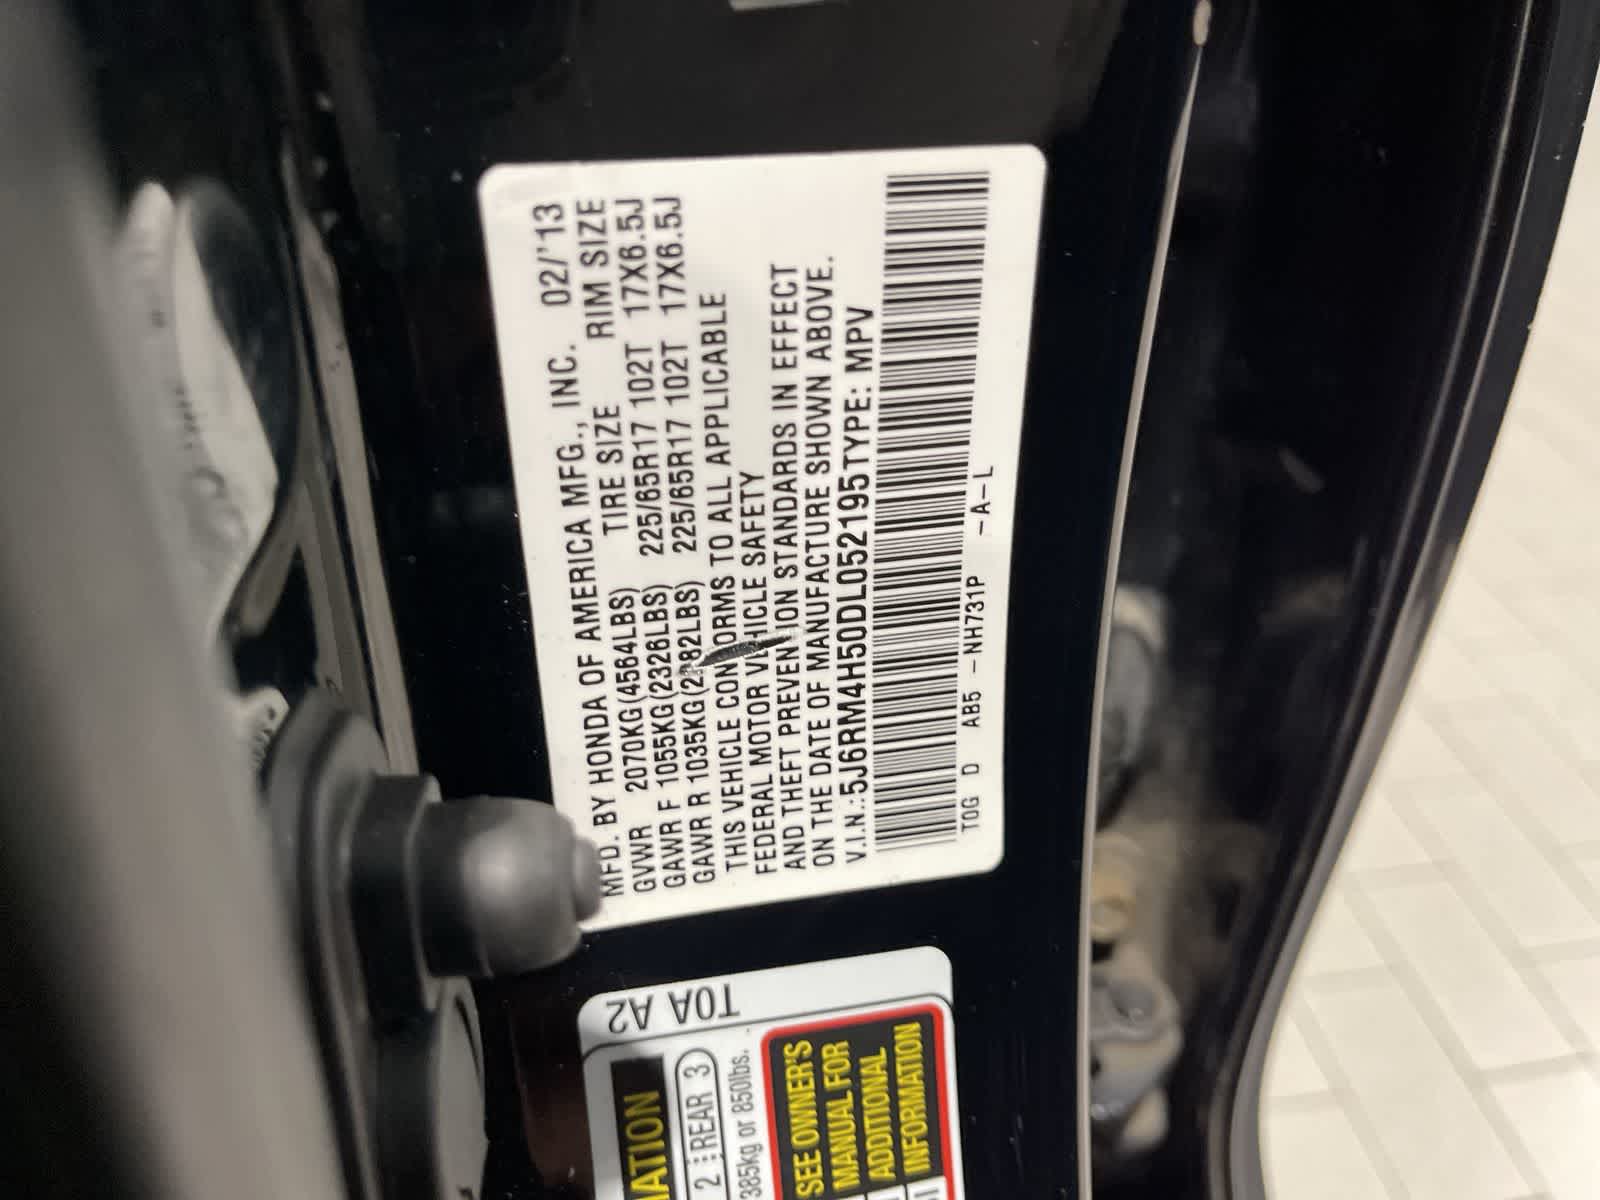 MFD. BY HONDA OF AMERICA MFG., INC. 02/'13
GVWR 2070KG(4564LBS) TIRE SIZE RIM SIZE
GAWR F 1055KG(2326LBS) 225/65R17 102T 17X6.5J
GAWR R 1035KG(2282LBS) 225/65R17 102T 17X6.5J
THIS VEHICLE CONFORMS TO ALL APPLICABLE
FEDERAL MOTOR VEHICLE SAFETY
AND THEFT PREVENTION STANDARDS IN EFFECT
ON THE DATE OF MANUFACTURE SHOWN ABOVE.
V.I.N.:5J6RM4H50DL052195TYPE: MPV
T0G D AB5 -NH731P -A-L
T0A A2
MATION
2 REAR 3
385kg or 850lbs.
SEE OWNER'S
MANUAL FOR
ADDITIONAL
INFORMATION